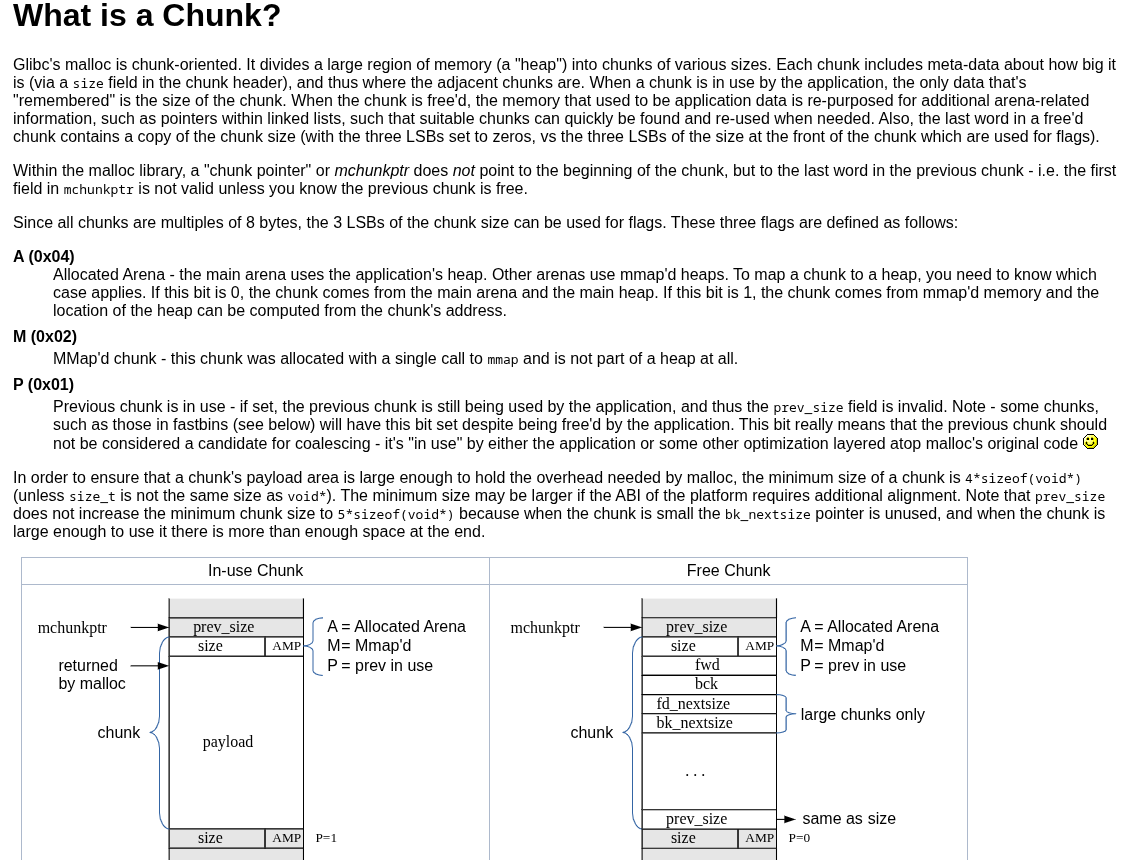 What is a Chunk?
Glibc's malloc is chunk-oriented. It divides a large region of memory (a "heap") into chunks of various sizes. Each chunk includes meta-data about how big it
is (via a size field in the chunk header), and thus where the adjacent chunks are. When a chunk is in use by the application, the only data that's
"remembered" is the size of the chunk. When the chunk is free'd, the memory that used to be application data is re-purposed for additional arena-related
information, such as pointers within linked lists, such that suitable chunks can quickly be found and re-used when needed. Also, the last word in a free'd
chunk contains a copy of the chunk size (with the three LSBs set to zeros, vs the three LSBs of the size at the front of the chunk which are used for flags).
Within the malloc library, a "chunk pointer" or mchunkptr does not point to the beginning of the chunk, but to the last word in the previous chunk - i.e. the first
field in mchunkptr is not valid unless you know the previous chunk is free.
Since all chunks are multiples of 8 bytes, the 3 LSBs of the chunk size can be used for flags. These three flags are defined as follows:
A (0x04)
Allocated Arena - the main arena uses the application's heap. Other arenas use mmap'd heaps. To map a chunk to a heap, you need to know which
case applies. If this bit is 0, the chunk comes from the main arena and the main heap. If this bit is 1, the chunk comes from mmap'd memory and the
location of the heap can be computed from the chunk's address.
M (0x02)
MMap'd chunk - this chunk was allocated with a single call to mmap and is not part of a heap at all.
P (0x01)
Previous chunk is in use - if set, the previous chunk is still being used by the application, and thus the prev_size field is invalid. Note - some chunks,
such as those in fastbins (see below) will have this bit set despite being free'd by the application. This bit really means that the previous chunk should
not be considered a candidate for coalescing - it's "in use" by either the application or some other optimization layered atop malloc's original code
In order to ensure that a chunk's payload area is large enough to hold the overhead needed by malloc, the minimum size of a chunk is 4*sizeof(void*)
(unless size_t is not the same size as void*). The minimum size may be larger if the ABI of the platform requires additional alignment. Note that prev_size
does not increase the minimum chunk size to 5*sizeof(void*) because when the chunk is small the bk_nextsize pointer is unused, and when the chunk is
large enough to use it there is more than enough space at the end.
In-use Chunk
mchunkptr
prev_size
A = Allocated Arena
size
AMP
M= Mmap'd
returned
P = prev in use
by malloc
chunk
payload
size
AMP
P=1
Free Chunk
mchunkptr
prev_size
A = Allocated Arena
size
AMP
M= Mmap'd
fwd
P = prev in use
bck
fd_nextsize
large chunks only
bk_nextsize
chunk
. . .
prev_size
same as size
size
AMP
P=0